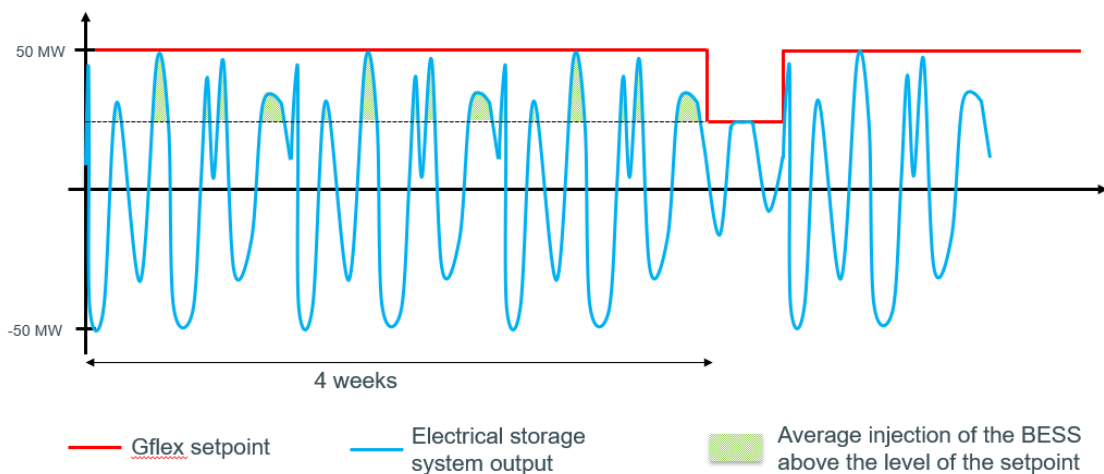 50 MW
-50 MW
4 weeks
Gflex setpoint
Electrical storage
system output
Average injection of the BESS
above the level of the setpoint